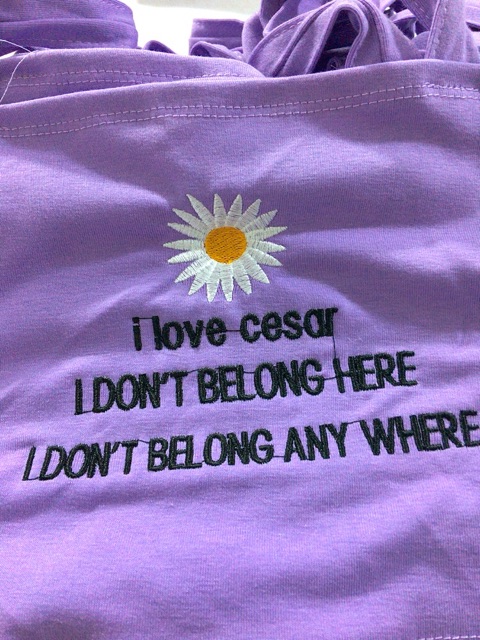 i love cesar
I DON'T BELONG HERE
I DON'T BELONG ANY WHERE